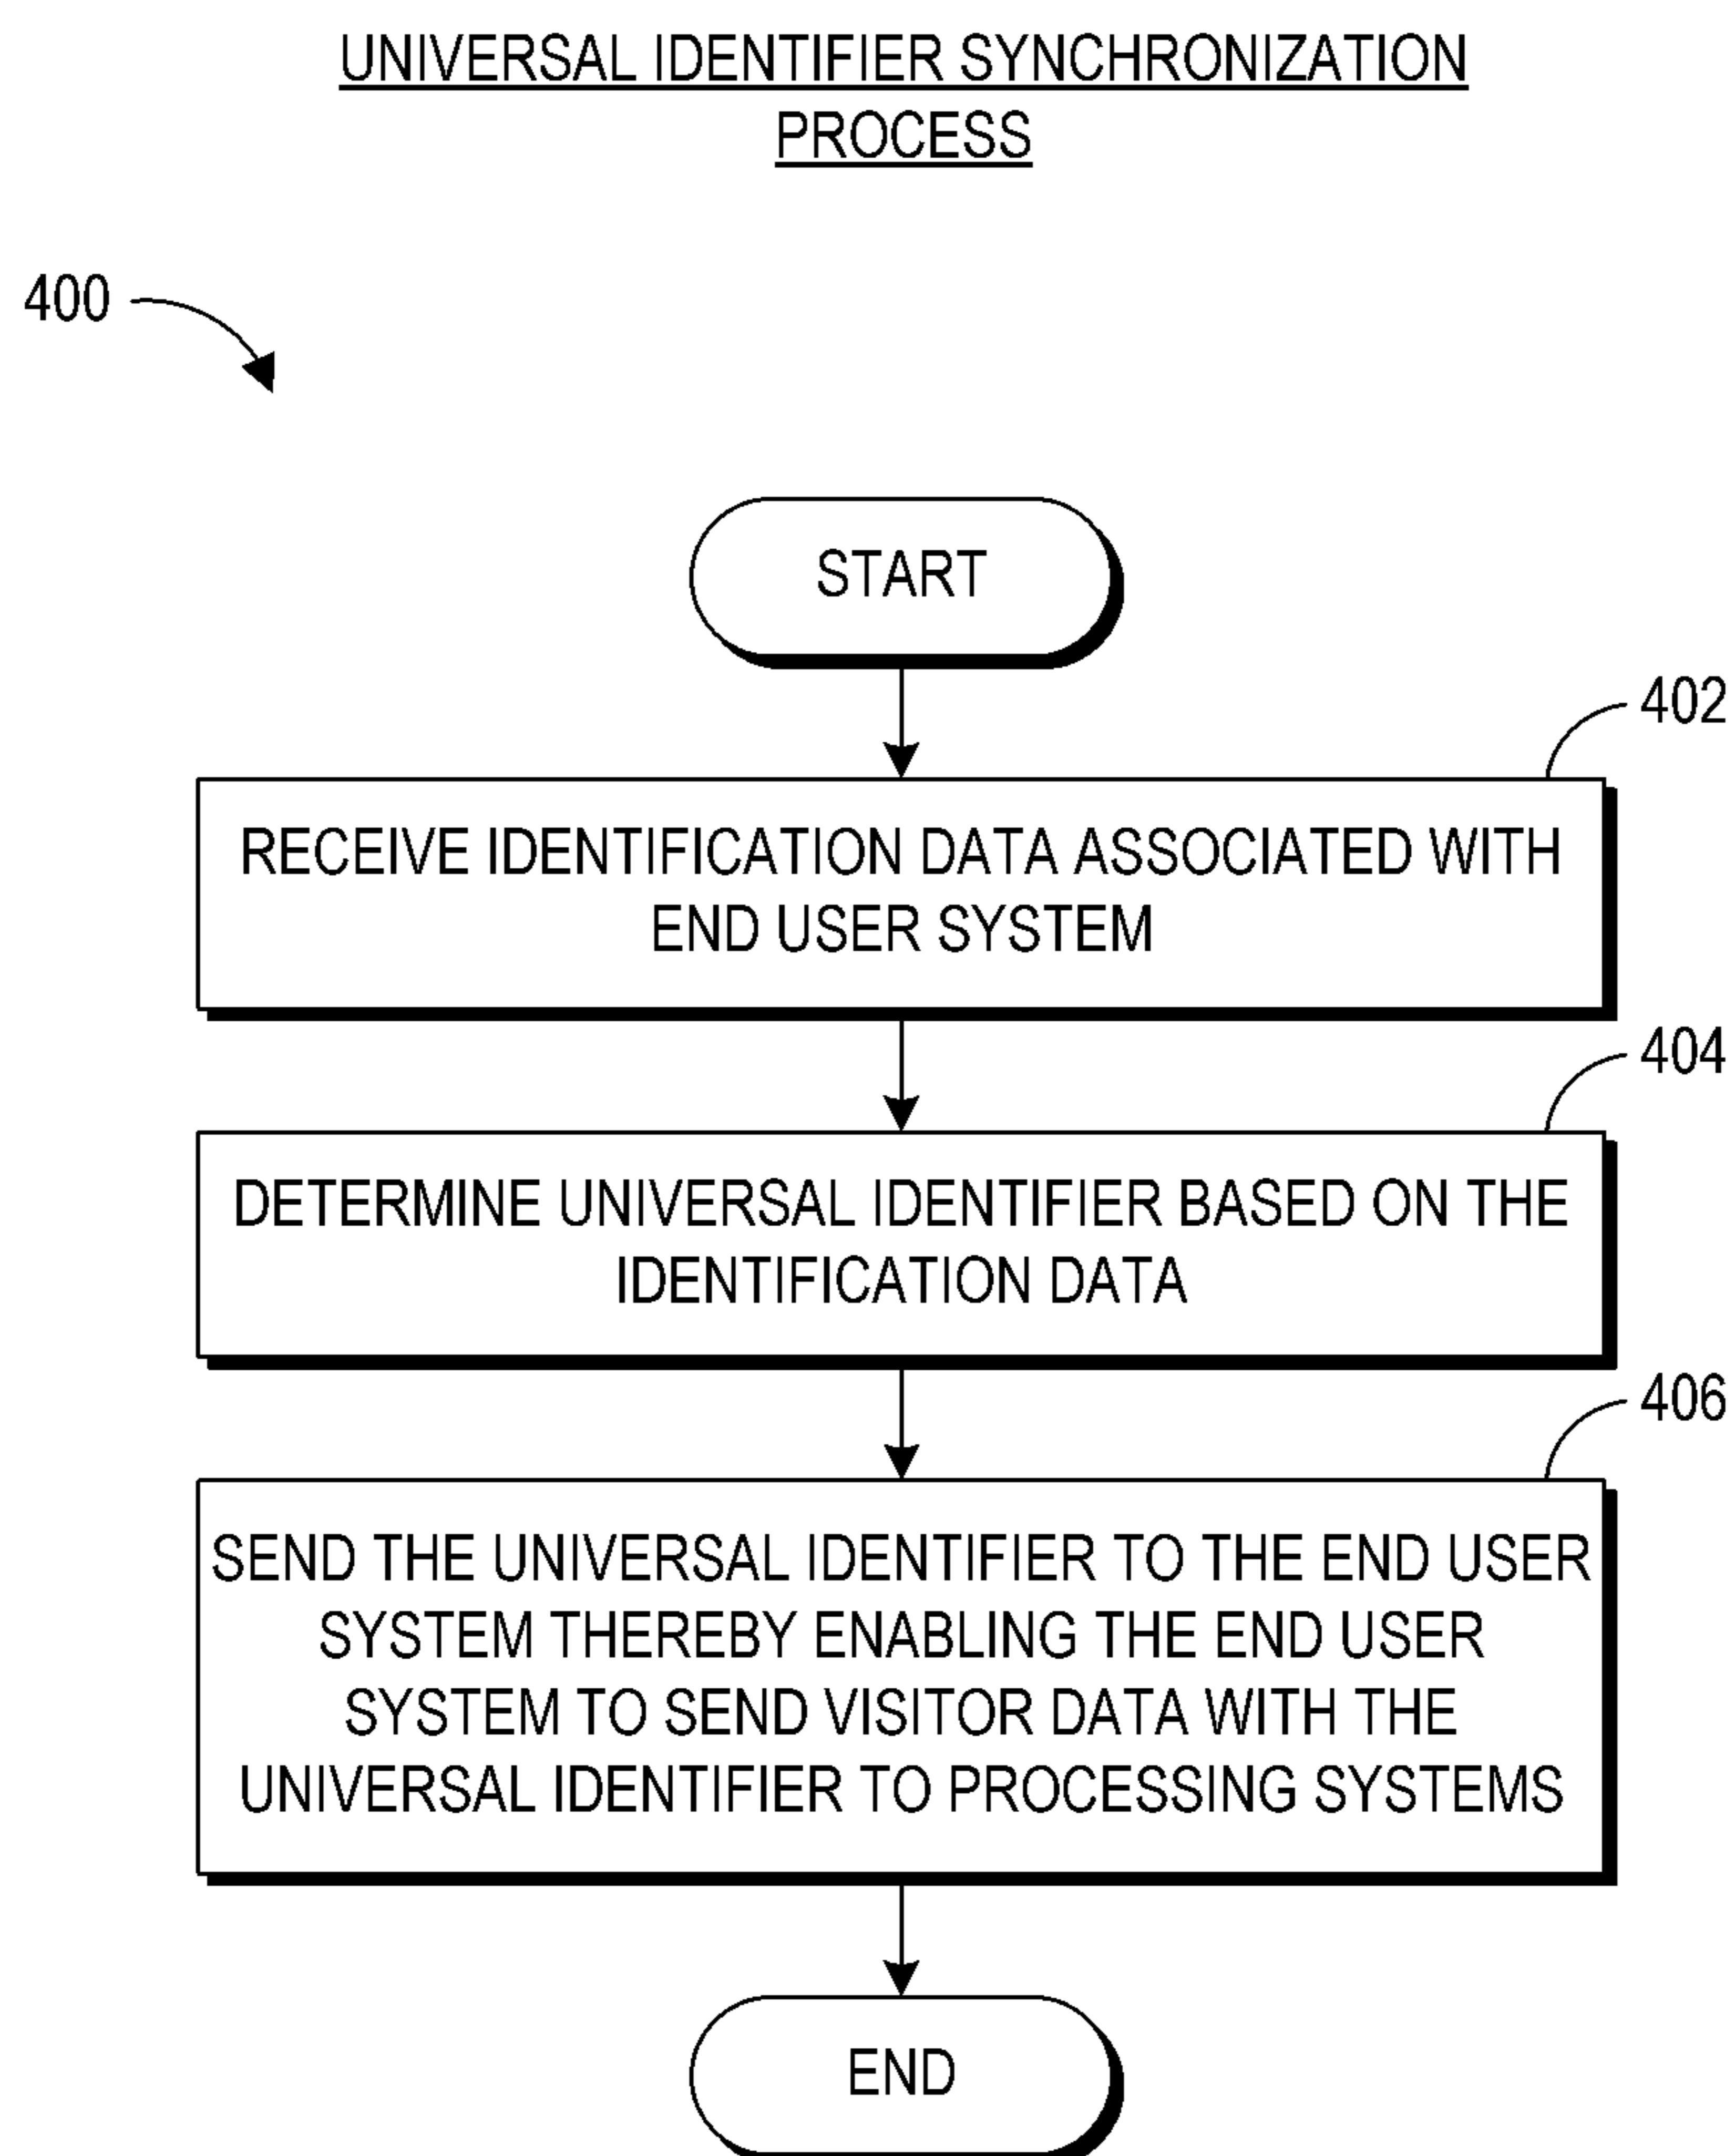 UNIVERSAL IDENTIFIER SYNCHRONIZATION
PROCESS
400
START
402
RECEIVE IDENTIFICATION DATA ASSOCIATED WITH
END USER SYSTEM
404
DETERMINE UNIVERSAL IDENTIFIER BASED ON THE
IDENTIFICATION DATA
406
SEND THE UNIVERSAL IDENTIFIER TO THE END USER
SYSTEM THEREBY ENABLING THE END USER
SYSTEM TO SEND VISITOR DATA WITH THE
UNIVERSAL IDENTIFIER TO PROCESSING SYSTEMS
END